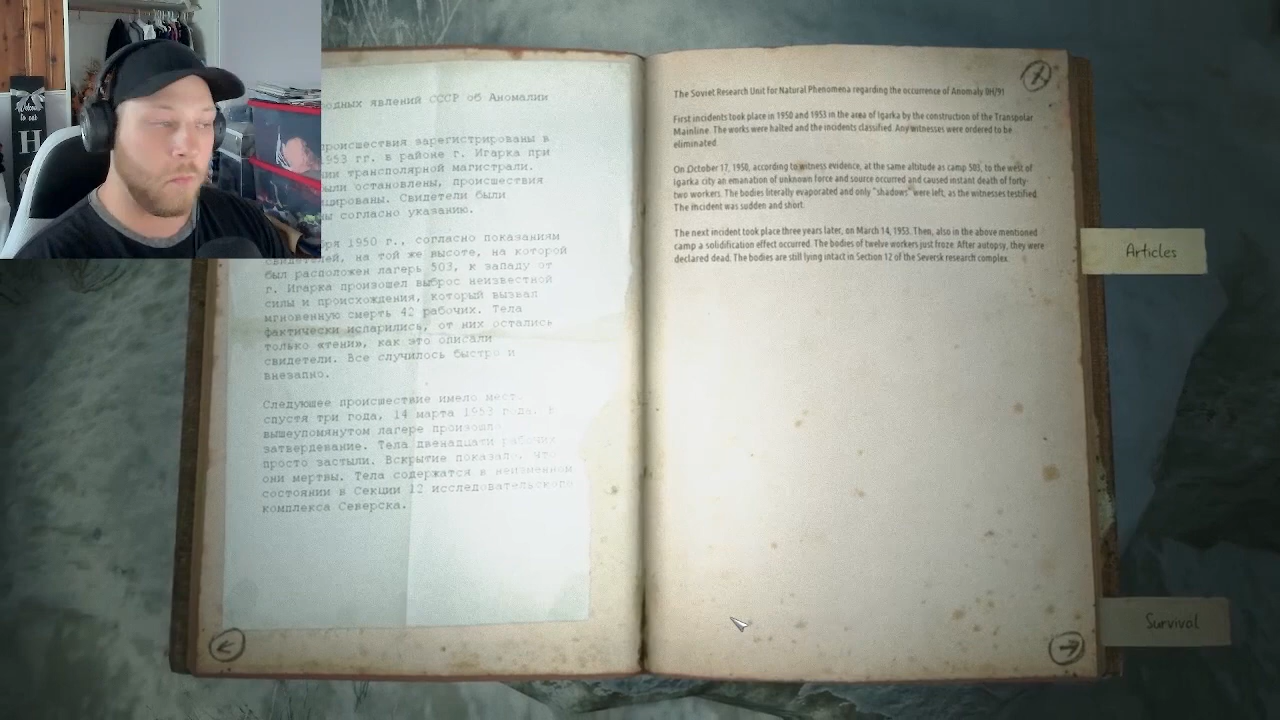 Welcome
to our
H
одных явлений СССР об Аномалии
происшествия зарегистрированы в
1953 гг. в районе г. Игарка при
ии трансполярной магистрали.
были остановлены, происшествия
ицированы. Свидетели были
ны согласно указанию.
бря 1950 г., согласно показаниям
свидетелей, на той же высоте, на которой
был расположен лагерь 503, к западу от
г. Игарка произошел выброс неизвестной
силы и происхождения, который вызвал
мгновенную смерть 42 рабочих. Тела
фактически испарились, от них остались
только «тени», как это описали
свидетели. Все случилось быстро и
внезапно.
Следующее происшествие имело мест
спустя три года, 14 марта 1953 года. В
вышеупомянутом лагере произошло
затвердевание. Тела двенадцати рабочих
просто застыли. Вскрытие показало, что
они мертвы. Тела содержатся в неизменном
состоянии в Секции 12 исследовательского
комплекса Северска.
The Soviet Research Unit for Natural Phenomena regarding the occurrence of Anomaly 0H/91
First incidents took place in 1950 and 1953 in the area of Igarka by the construction of the Transpolar
Mainline. The works were halted and the incidents classified. Any witnesses were ordered to be
eliminated.
On October 17, 1950, according to witness evidence, at the same altitude as camp 503, to the west of
Igarka city an emanation of unknown force and source occurred and caused instant death of forty-
two workers. The bodies literally evaporated and only "shadows" were left, as the witnesses testified.
The incident was sudden and short.
The next incident took place three years later, on March 14, 1953. Then, also in the above mentioned
camp a solidification effect occurred. The bodies of twelve workers just froze. After autopsy, they were
declared dead. The bodies are still lying intact in Section 12 of the Seversk research complex.
Articles
Survival